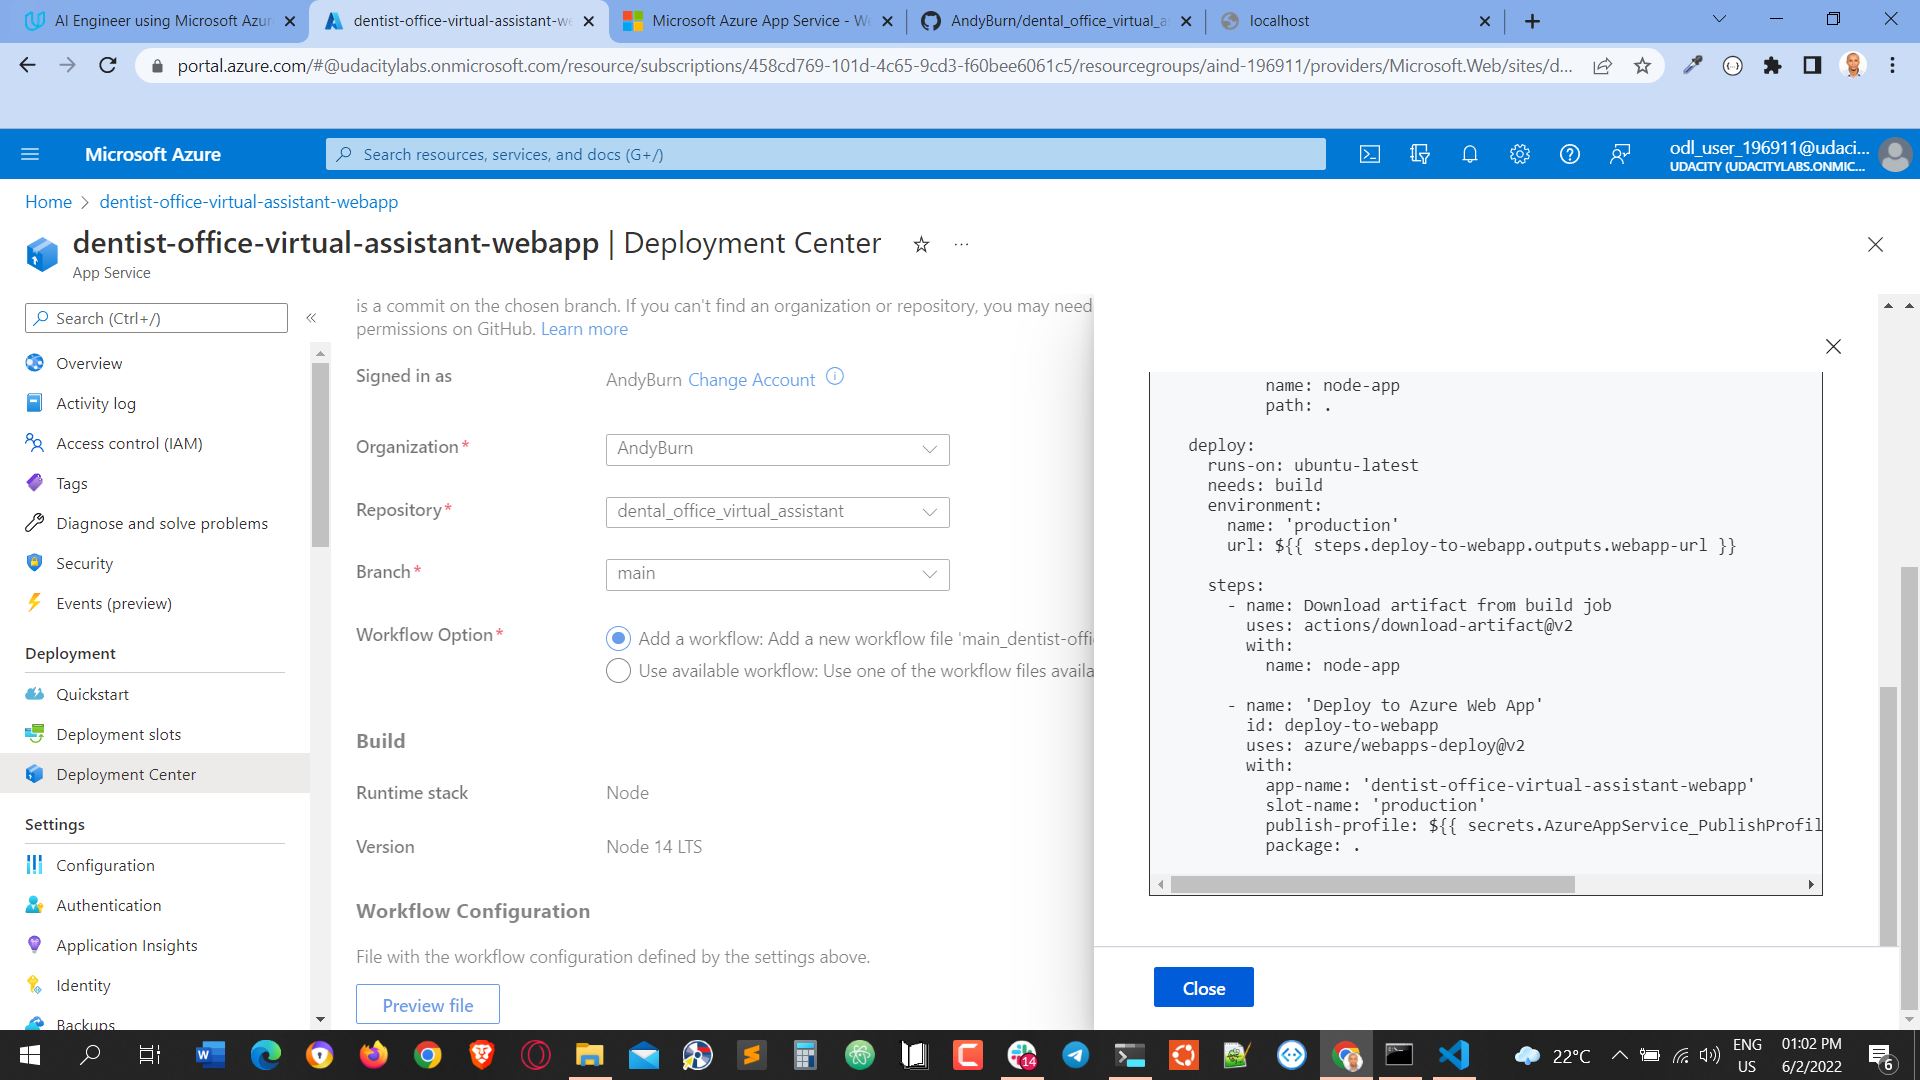 AI Engineer using Microsoft Azur
dentist-office-virtual-assistant-we
Microsoft Azure App Service - We
AndyBurn/dental_office_virtual_a
localhost
portal.azure.com/#@udacitylabs.onmicrosoft.com/resource/subscriptions/458cd769-101d-4c65-9cd3-f60bee6061c5/resourcegroups/aind-196911/providers/Microsoft.Web/sites/d...
Microsoft Azure
Search resources, services, and docs (G+/)
odl_user_196911@udaci...
UDACITY (UDACITYLABS.ONMIC...
Home > dentist-office-virtual-assistant-webapp
dentist-office-virtual-assistant-webapp | Deployment Center
App Service
Search (Ctrl+/)
Overview
Activity log
Access control (IAM)
Tags
Diagnose and solve problems
Security
Events (preview)
Deployment
Quickstart
Deployment slots
Deployment Center
Settings
Configuration
Authentication
Application Insights
Identity
Backups
is a commit on the chosen branch. If you can't find an organization or repository, you may need
permissions on GitHub. Learn more
Signed in as
AndyBurn Change Account
Organization*
AndyBurn
Repository*
dental_office_virtual_assistant
Branch*
main
Workflow Option*
Add a workflow: Add a new workflow file 'main_dentist-offi
Use available workflow: Use one of the workflow files availa
Build
Runtime stack
Node
Version
Node 14 LTS
Workflow Configuration
File with the workflow configuration defined by the settings above.
Preview file
name: node-app
path: .
deploy:
runs-on: ubuntu-latest
needs: build
environment:
name: 'production'
url: ${{ steps.deploy-to-webapp.outputs.webapp-url }}
steps:
- name: Download artifact from build job
uses: actions/download-artifact@v2
with:
name: node-app
- name: 'Deploy to Azure Web App'
id: deploy-to-webapp
uses: azure/webapps-deploy@v2
with:
app-name: 'dentist-office-virtual-assistant-webapp'
slot-name: 'production'
publish-profile: ${{ secrets.AzureAppService_PublishProfil
package: .
Close
14
22°C
ENG
US
01:02 PM
6/2/2022
6